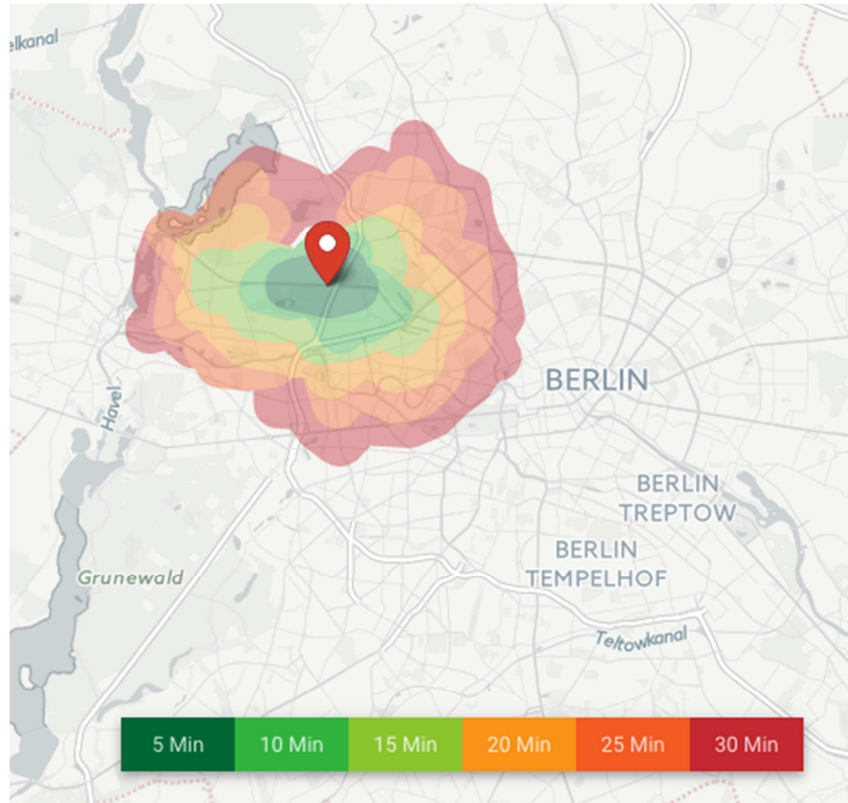 elkanal
BERLIN
Havel
BERLIN
TREPTOW
BERLIN
TEMPELHOF
Grunewald
Teltowkanal
5 Min
10 Min
15 Min
20 Min
25 Min
30 Min